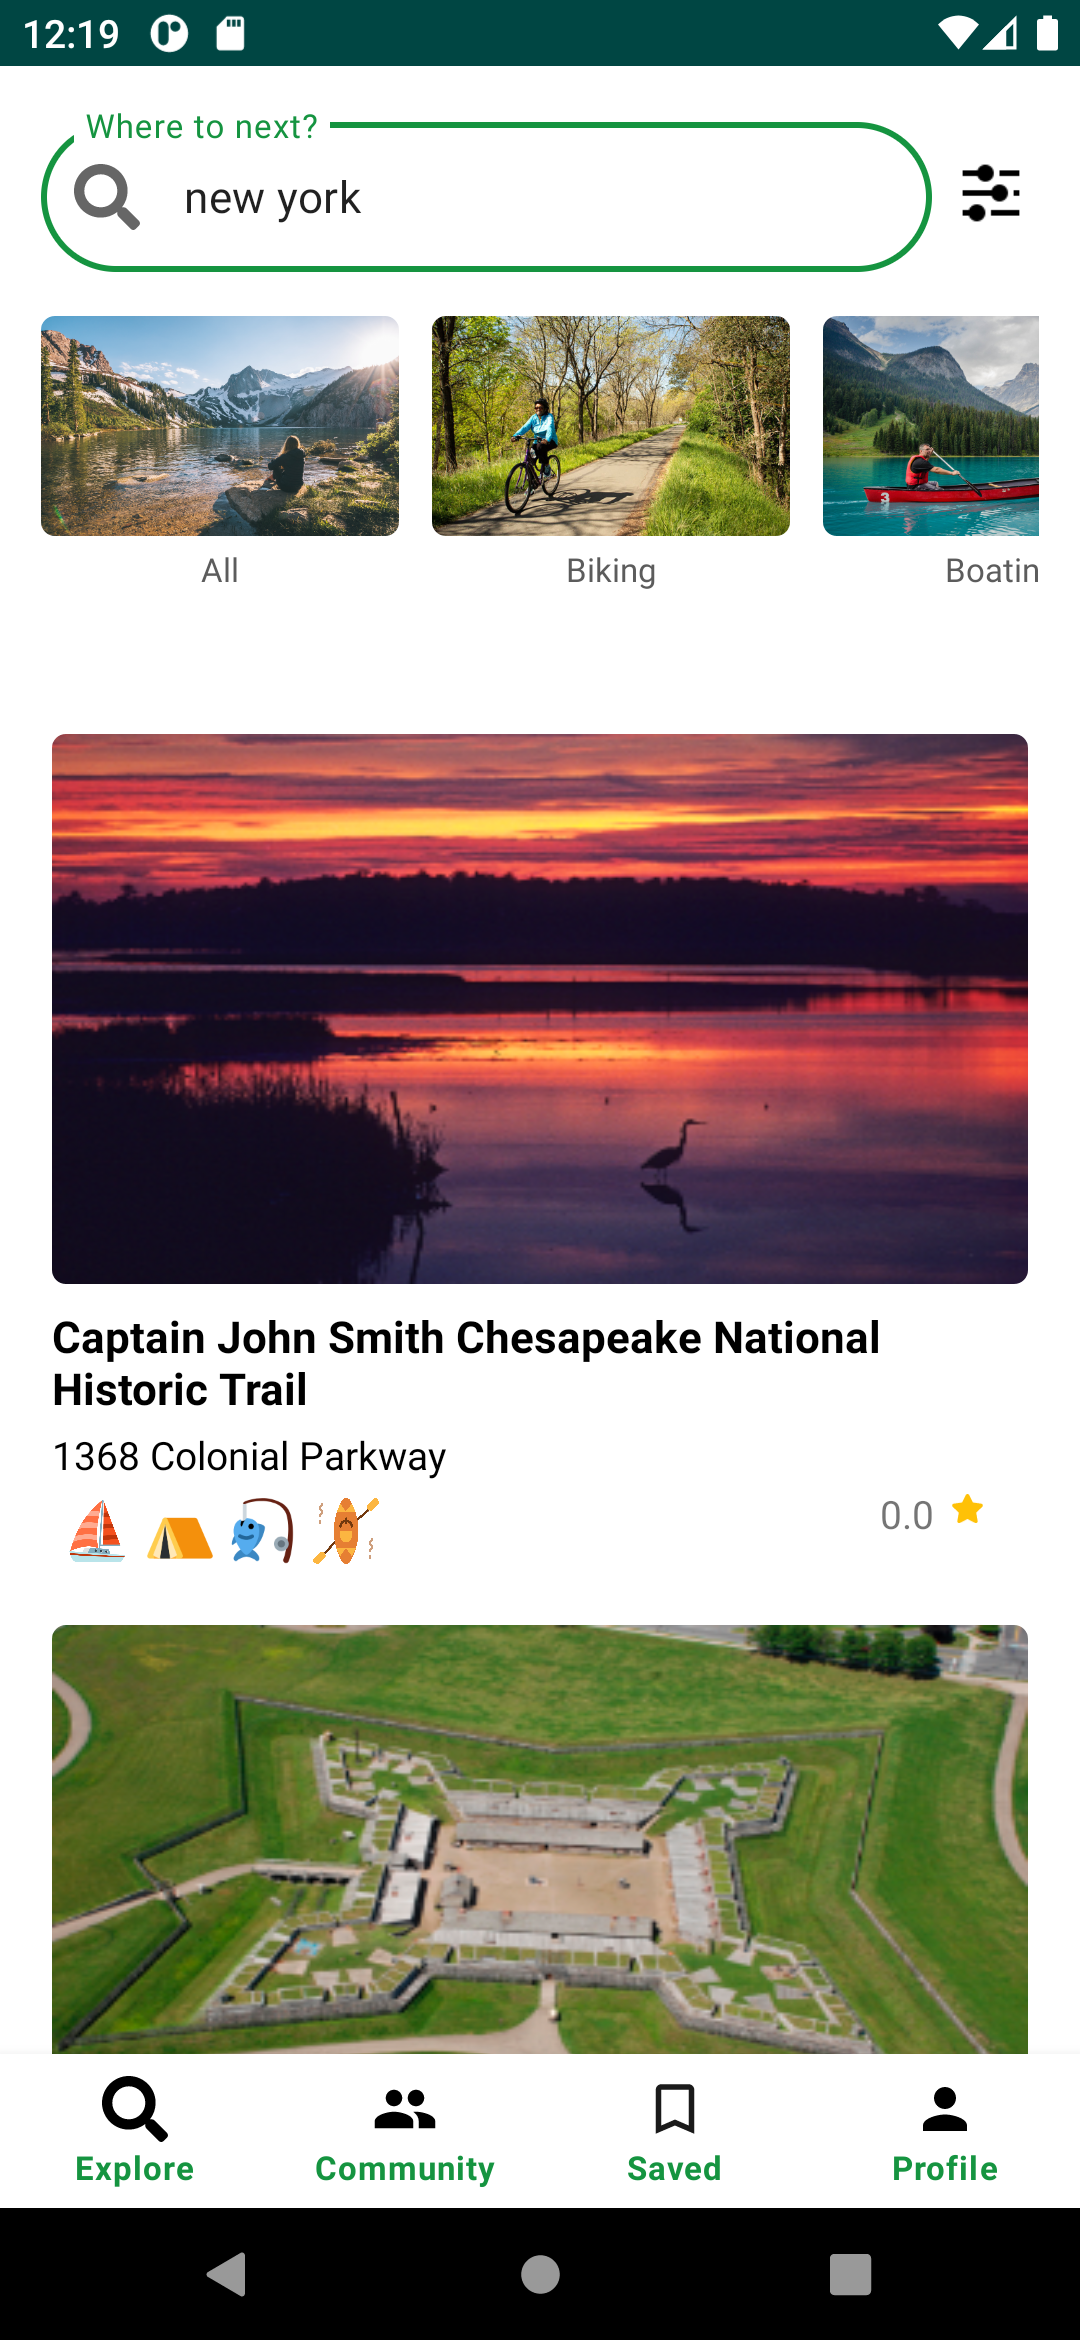 12:19
Where to next?
new york
All
Biking
Boatin
Captain John Smith Chesapeake National
Historic Trail
1368 Colonial Parkway
0.0
Explore
Community
Saved
Profile